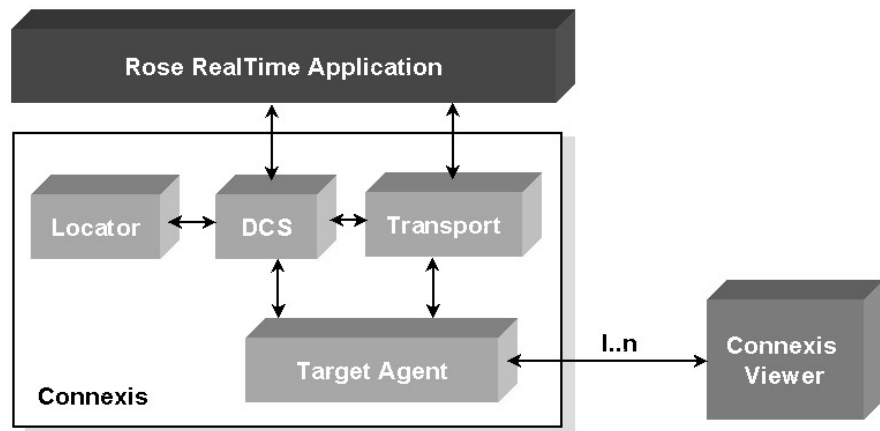 Rose RealTime Application
Locator
DCS
Transport
Target Agent
l..n
Connexis
Viewer
Connexis